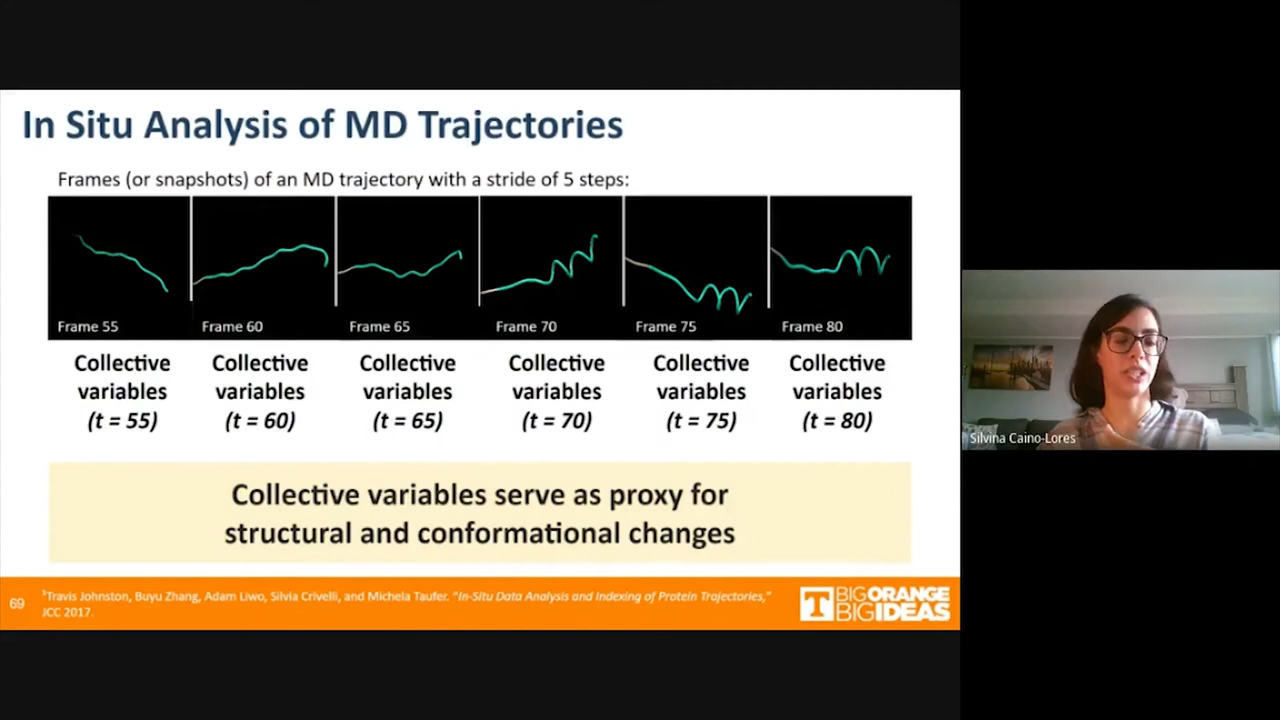 In Situ Analysis of MD Trajectories
Frames (or snapshots) of an MD trajectory with a stride of 5 steps:
Frame 55
Frame 60
Frame 65
Frame 70
Frame 75
Frame 80
Collective
variables
(t = 55)
Collective
variables
(t = 60)
Collective
variables
(t = 65)
Collective
variables
(t = 70)
Collective
variables
(t = 75)
Collective
variables
(t = 80)
Collective variables serve as proxy for
structural and conformational changes
69
¹Travis Johnston, Buyu Zhang, Adam Liwo, Silvia Crivelli, and Michela Taufer. "In-Situ Data Analysis and Indexing of Protein Trajectories,"
JCC 2017.
T
BIG ORANGE
BIG IDEAS
Silvina Caino-Lores